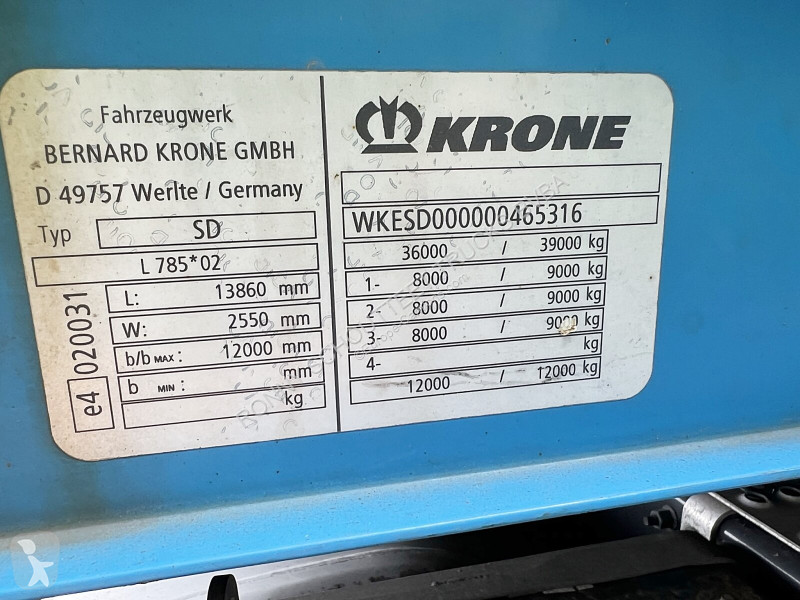 Fahrzeugwerk
BERNARD KRONE GMBH
D 49757 Werlte / Germany
Typ SD
L 785*02
e4 020031
L: 13860 mm
W: 2550 mm
b/b MAX: 12000 mm
b MIN: mm
kg
KRONE
WKESD000000465316
36000 / 39000 kg
1- 8000 / 9000 kg
2- 8000 / 9000 kg
3- 8000 / 9000 kg
4- kg
12000 / 12000 kg